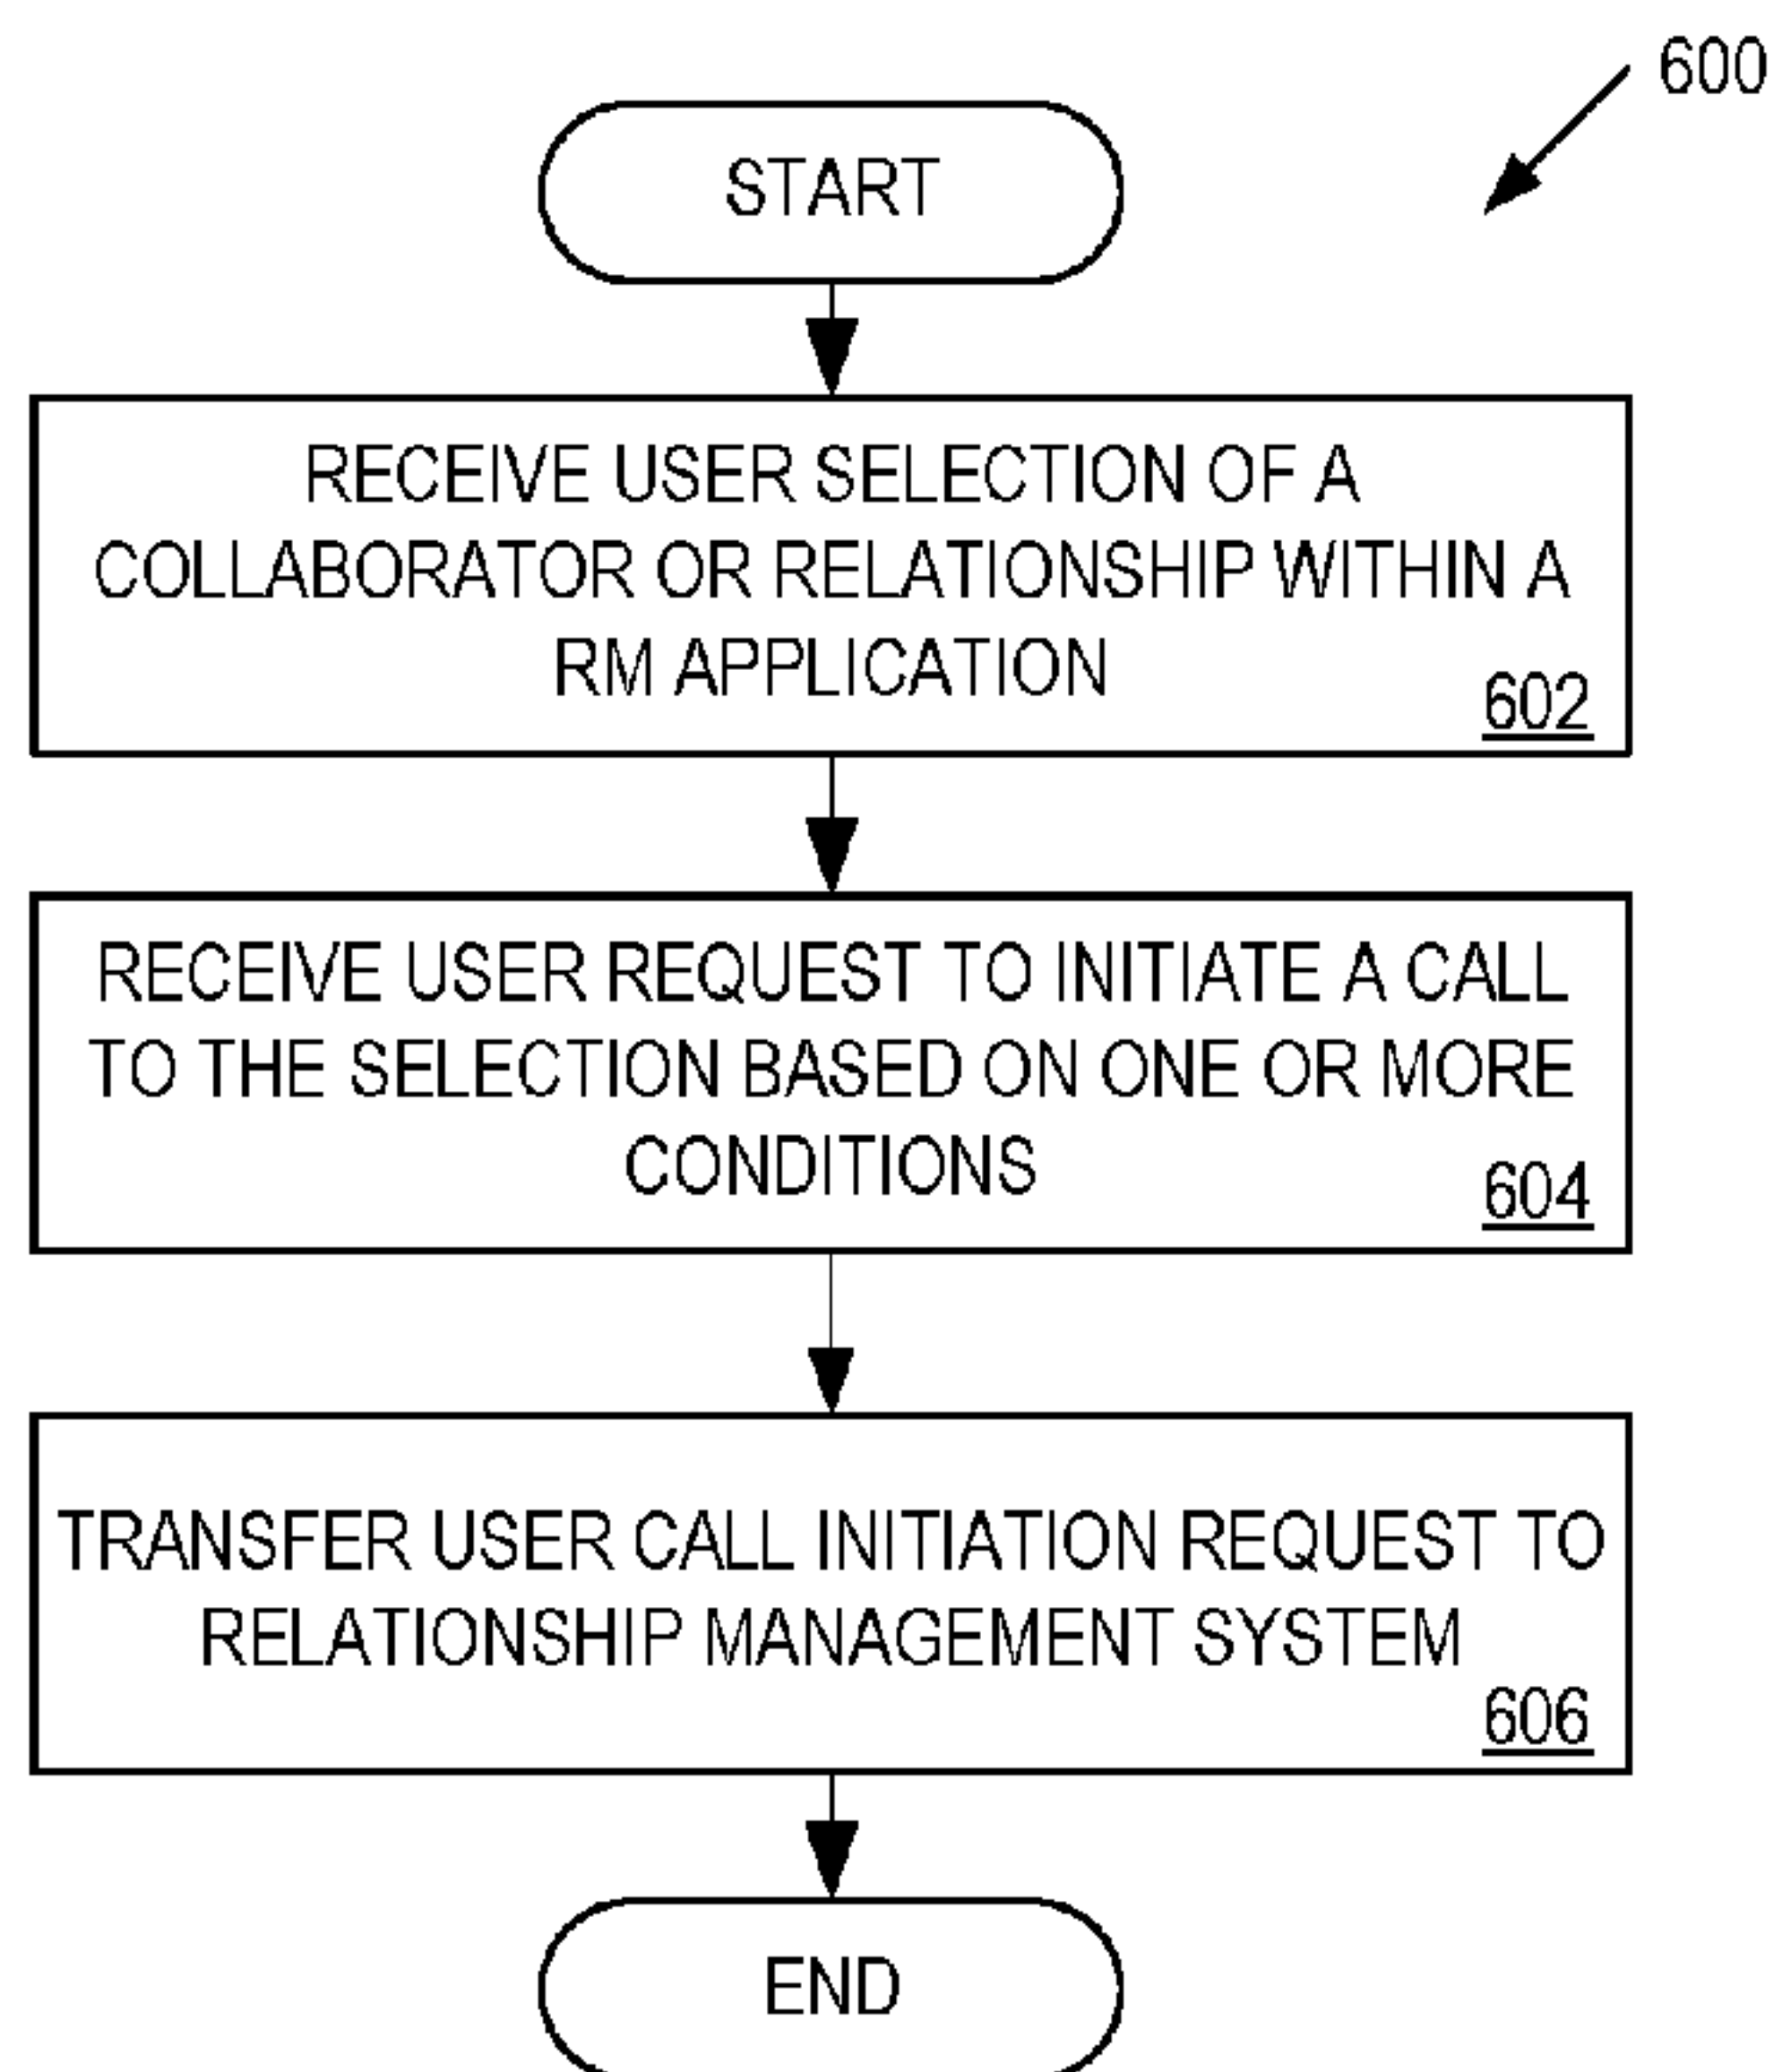 600
START
RECEIVE USER SELECTION OF A
COLLABORATOR OR RELATIONSHIP WITHIN A
RM APPLICATION
602
RECEIVE USER REQUEST TO INITIATE A CALL
TO THE SELECTION BASED ON ONE OR MORE
CONDITIONS
604
TRANSFER USER CALL INITIATION REQUEST TO
RELATIONSHIP MANAGEMENT SYSTEM
606
END